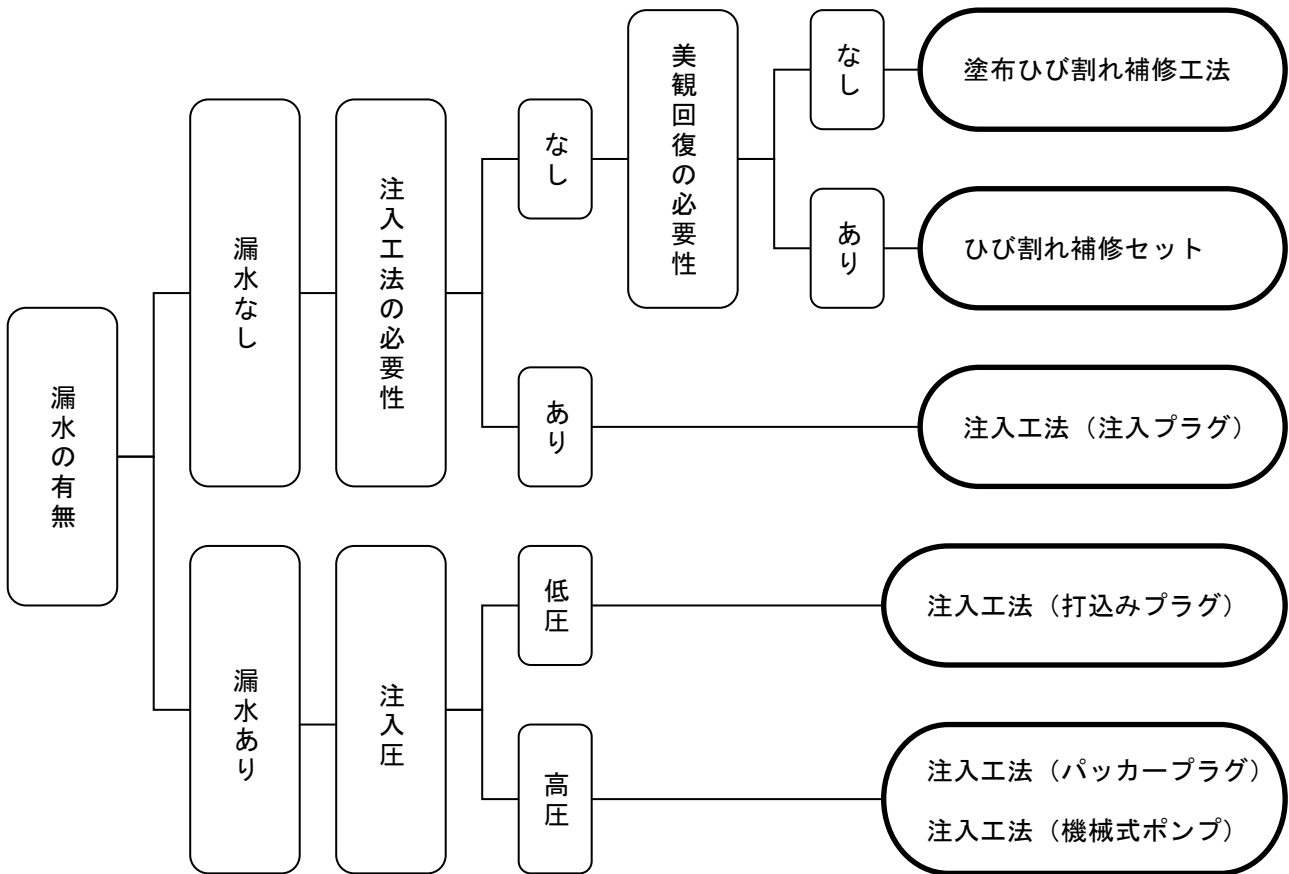 漏水の有無
漏水なし
注入工法の必要性
なし
美観回復の必要性
なし
塗布ひび割れ補修工法
あり
ひび割れ補修セット
あり
注入工法（注入プラグ）
漏水あり
注入圧
低圧
注入工法（打込みプラグ）
高圧
注入工法（パッカープラグ）
注入工法（機械式ポンプ）